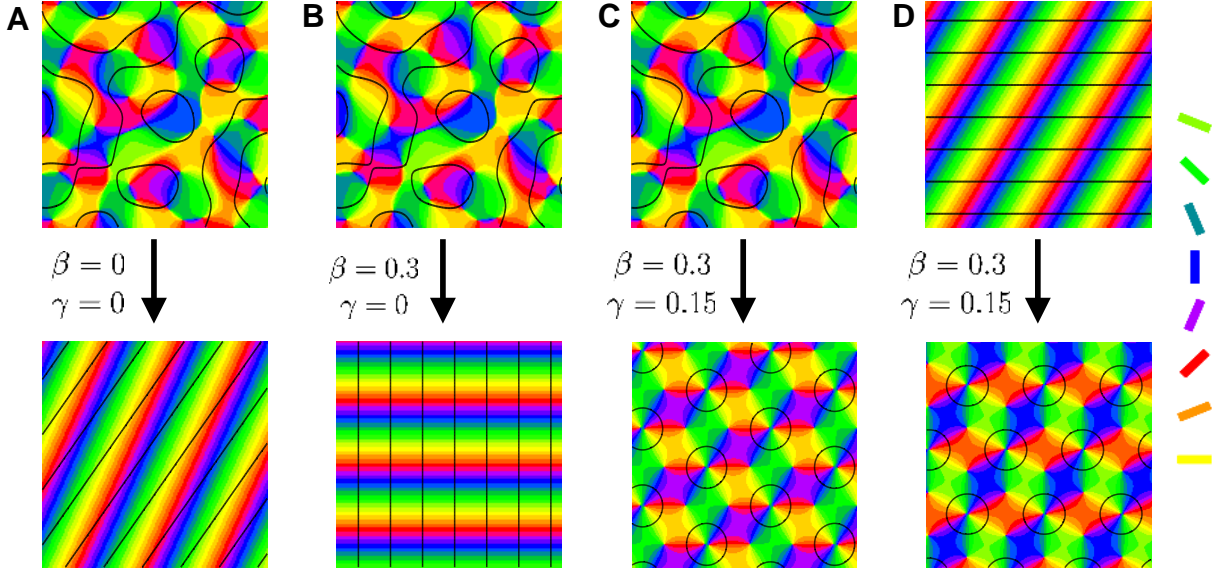 A
B
C
D
β = 0
γ = 0
β = 0.3
γ = 0
β = 0.3
γ = 0.15
β = 0.3
γ = 0.15